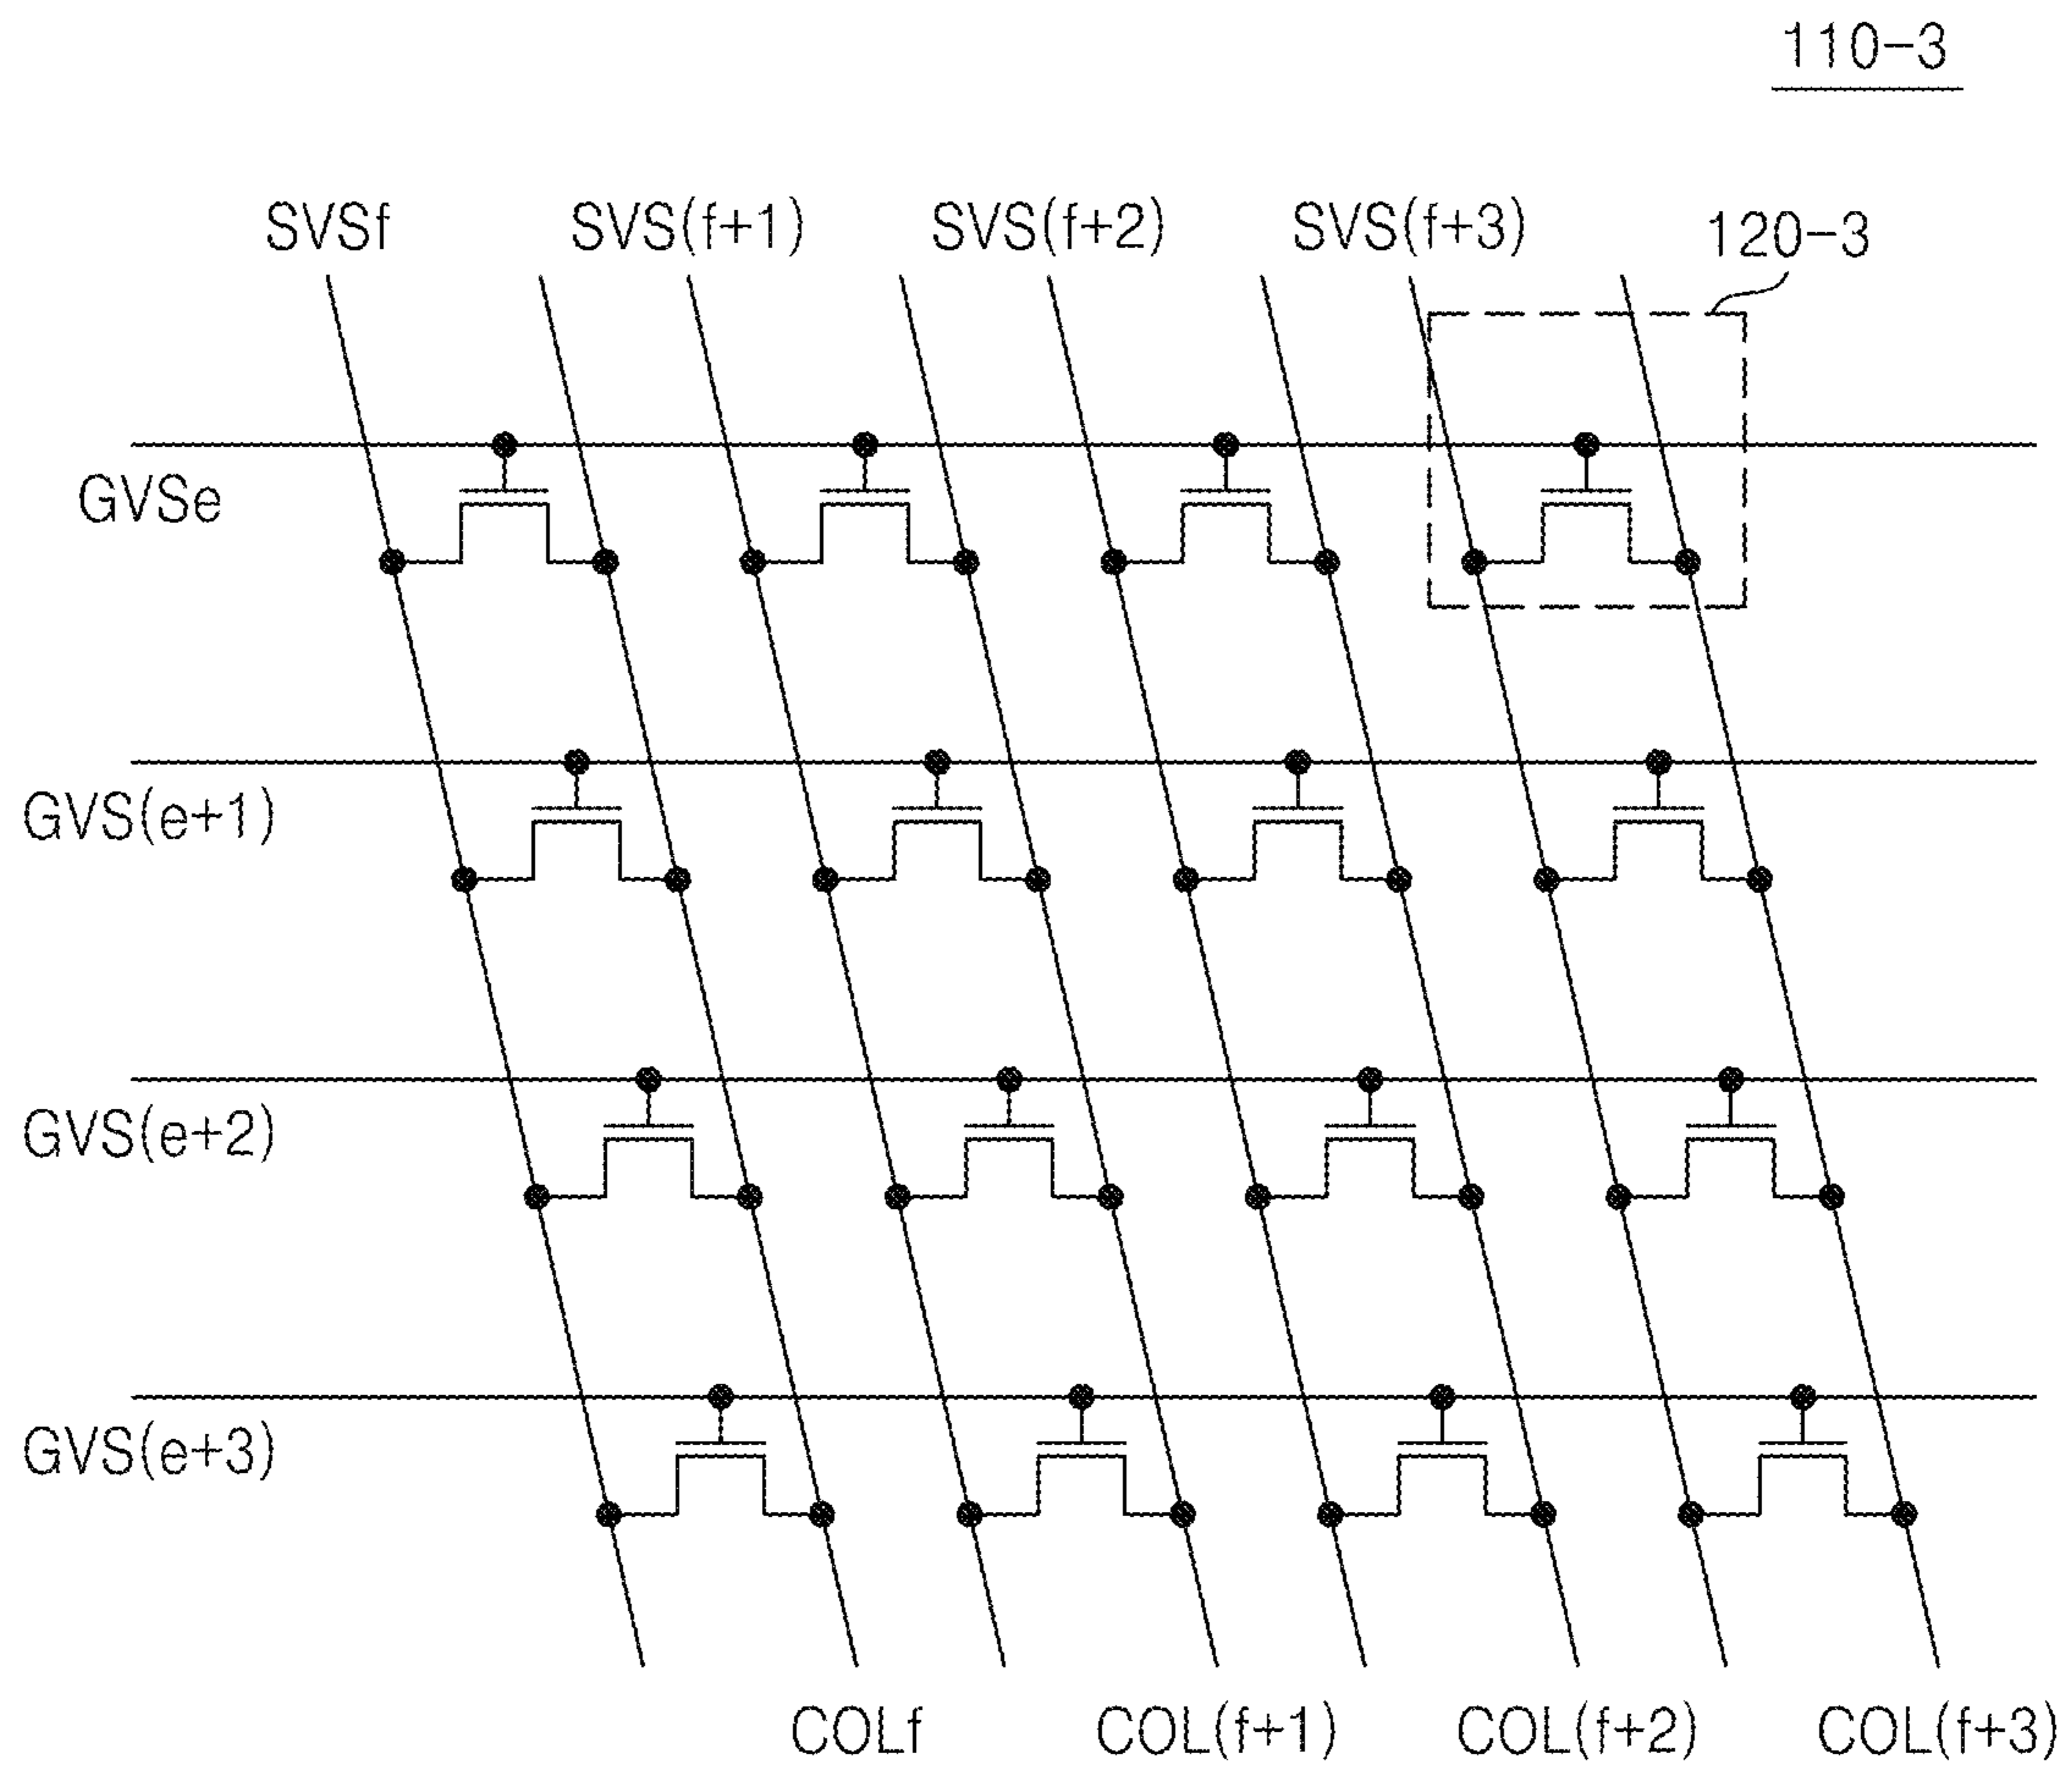 110-3
SVSf SVS(f+1) SVS(f+2) SVS(f+3) 120-3
GVSe
GVS(e+1)
GVS(e+2)
GVS(e+3)
COLf COL(f+1) COL(f+2) COL(f+3)